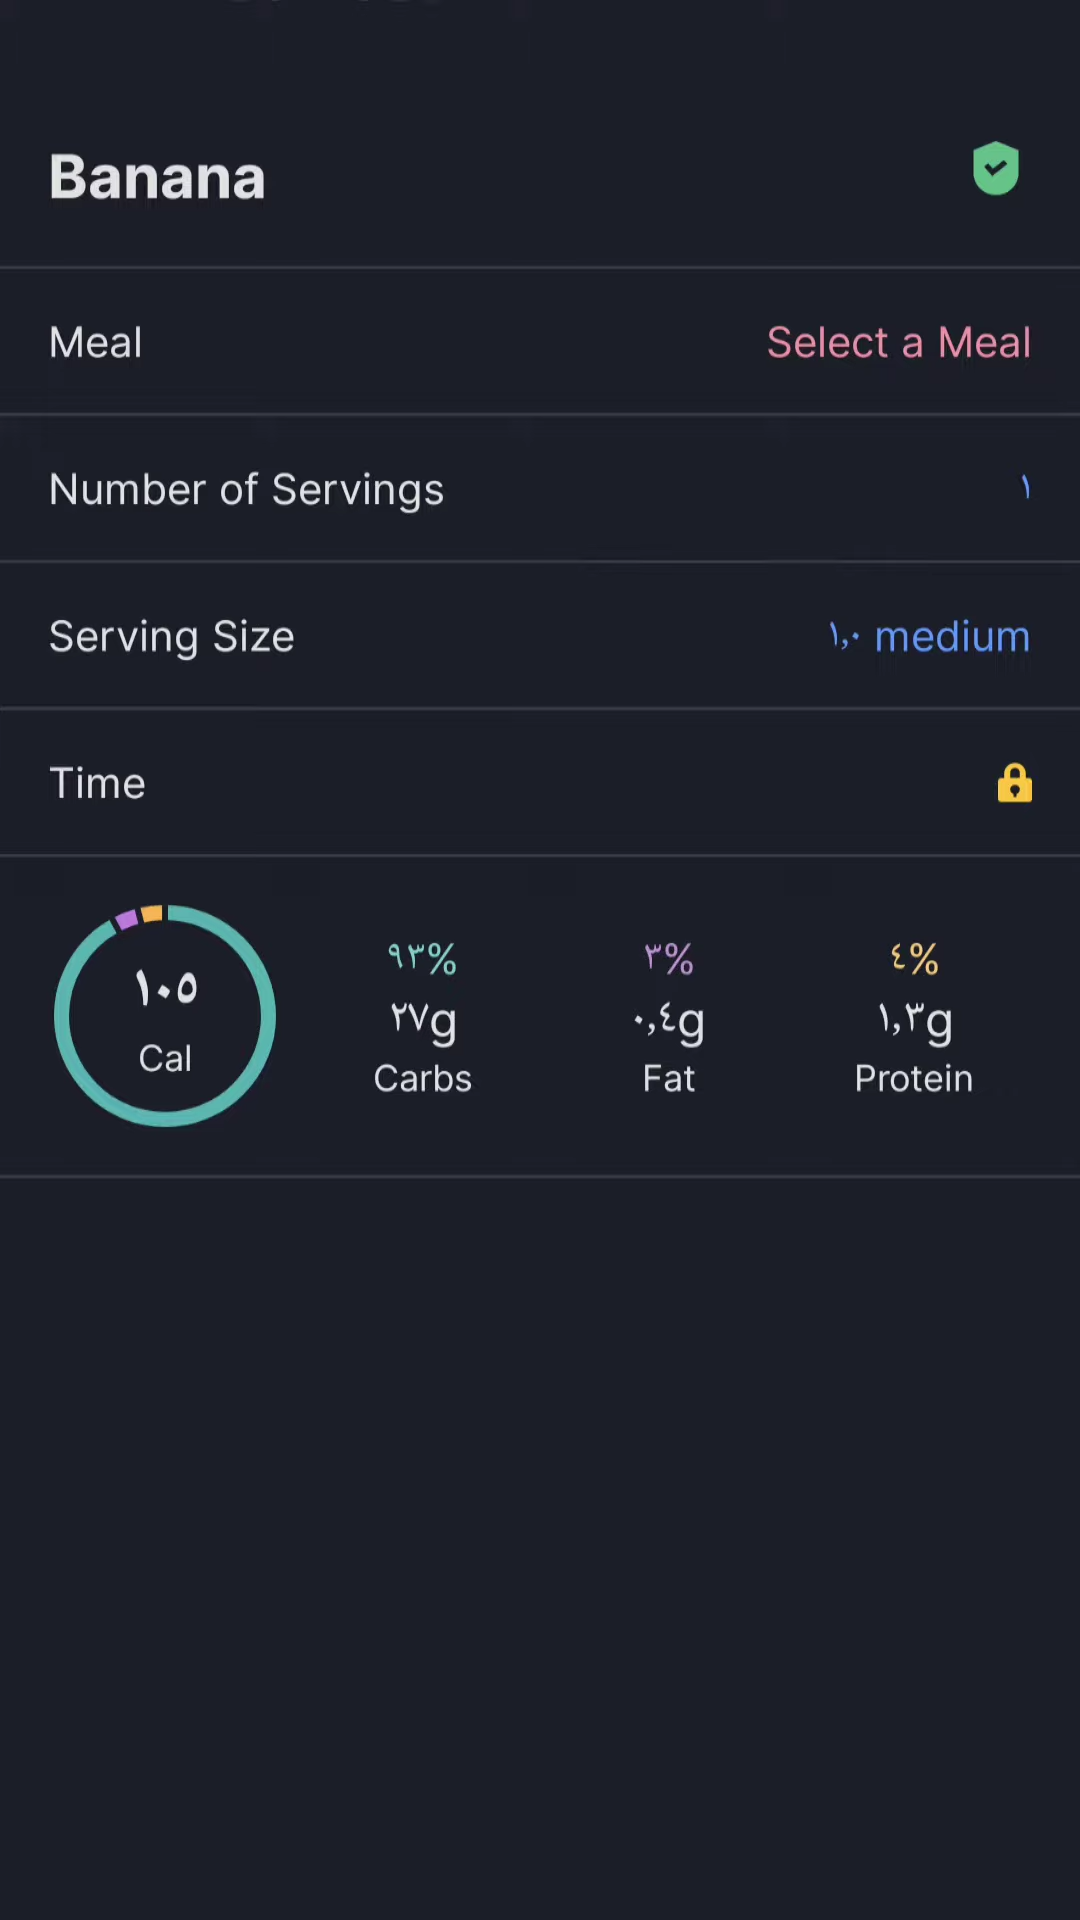 Banana
Meal Select a Meal
Number of Servings ١
Serving Size ١,٠ medium
Time
١٠٥
Cal
٩٣% ٣% ٤%
٢٧g ٠,٤g ١,٣g
Carbs Fat Protein